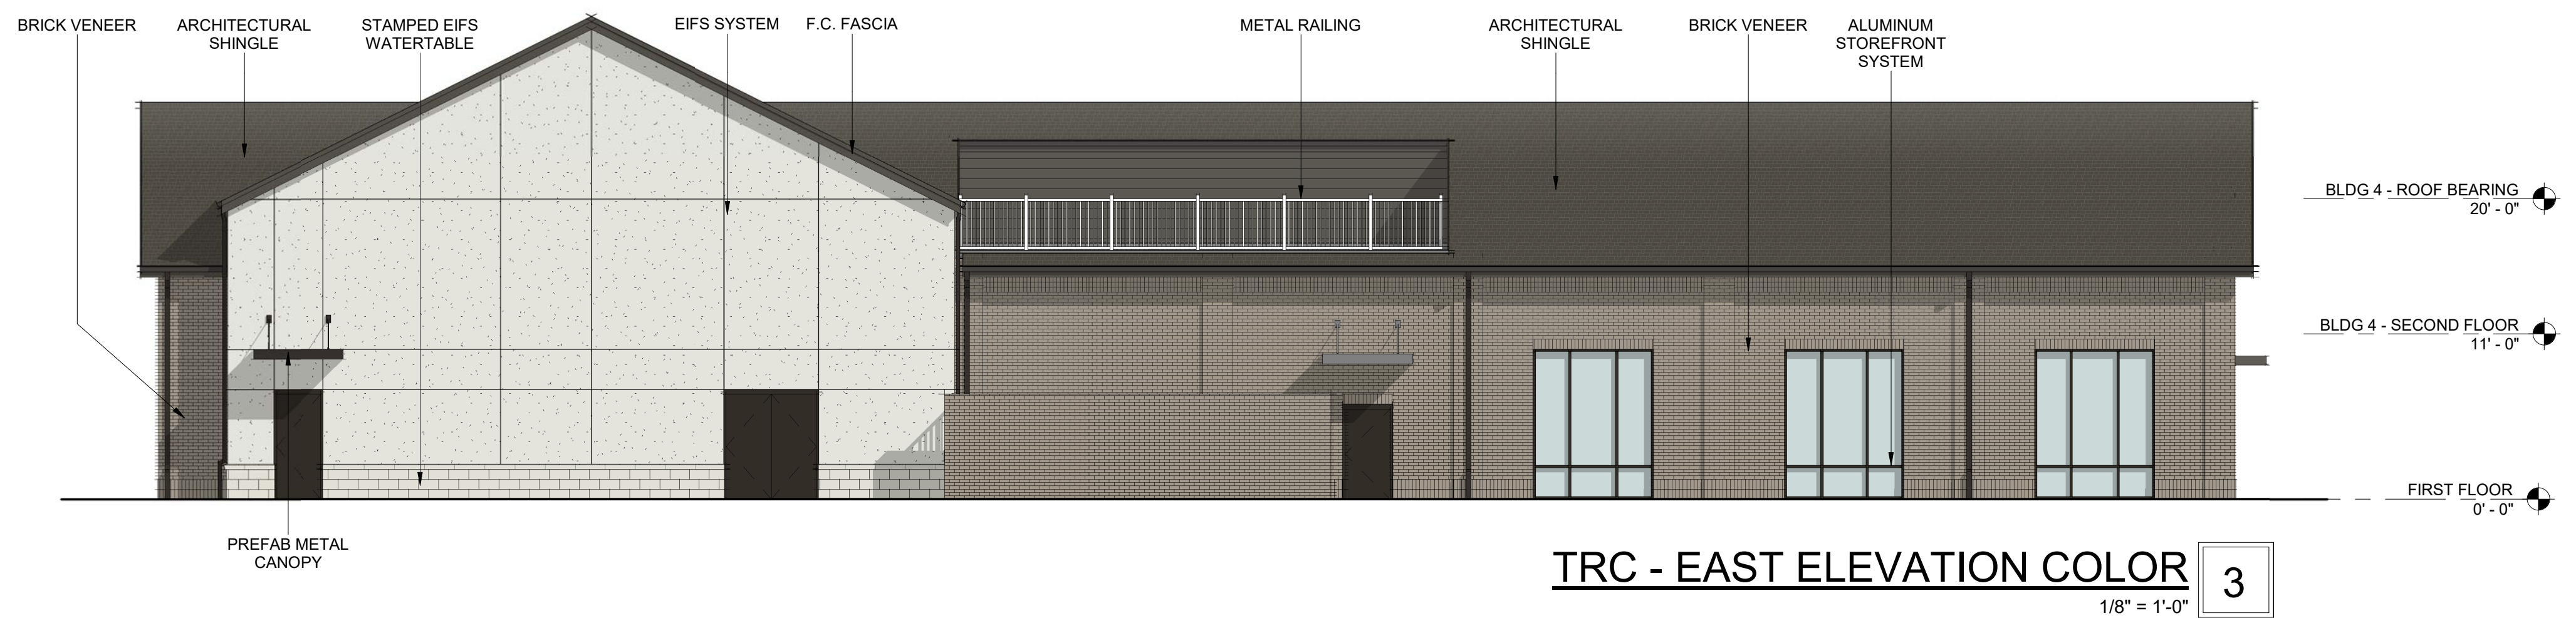 BRICK VENEER
ARCHITECTURAL
SHINGLE
STAMPED EIFS
WATERTABLE
EIFS SYSTEM
F.C. FASCIA
METAL RAILING
ARCHITECTURAL
SHINGLE
BRICK VENEER
ALUMINUM
STOREFRONT
SYSTEM
BLDG 4 - ROOF BEARING
20' - 0"
BLDG 4 - SECOND FLOOR
11' - 0"
FIRST FLOOR
0' - 0"
PREFAB METAL
CANOPY
TRC - EAST ELEVATION COLOR
3
1/8" = 1'-0"